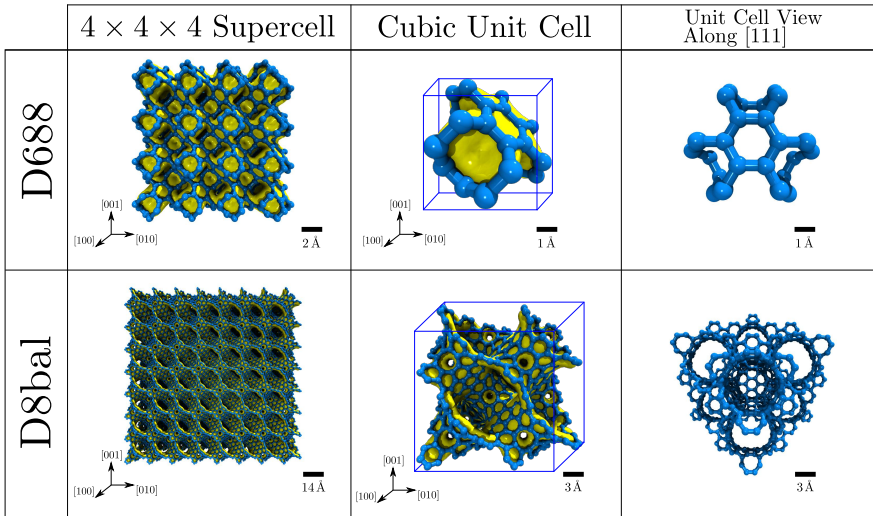 4 × 4 × 4 Supercell
Cubic Unit Cell
Unit Cell View
Along [111]
D688
[001]
[100]
[010]
2 Å
[001]
[100]
[010]
1 Å
1 Å
D8bal
[001]
[100]
[010]
14 Å
[001]
[100]
[010]
3 Å
3 Å